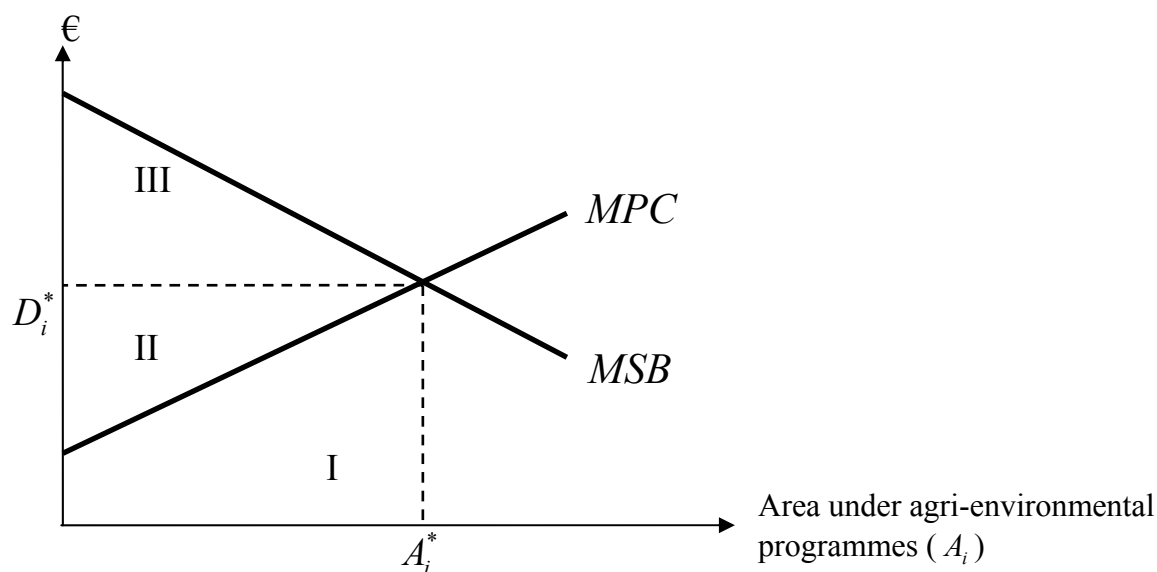 €
III
MPC
D_i^*
II
MSB
I
Area under agri-environmental
A_i^*
programmes ( A_i )